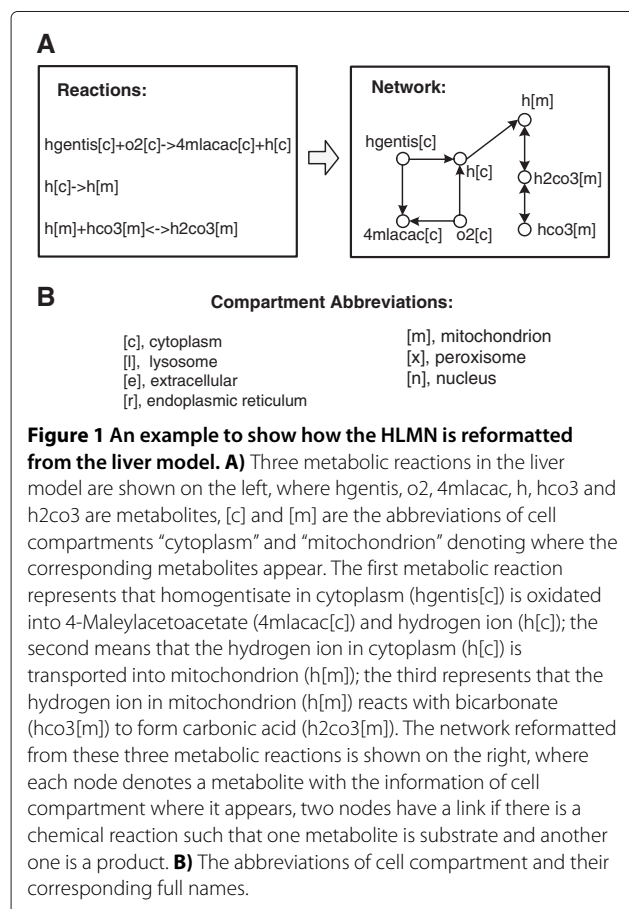 A
Reactions:
hgentis[c]+o2[c]->4mlacac[c]+h[c]
h[c]->h[m]
h[m]+hco3[m]<->h2co3[m]
Network:
h[m]
hgentis[c]
h[c]
h2co3[m]
4mlacac[c]
o2[c]
hco3[m]
B
Compartment Abbreviations:
[c], cytoplasm
[l], lysosome
[e], extracellular
[r], endoplasmic reticulum
[m], mitochondrion
[x], peroxisome
[n], nucleus
Figure 1 An example to show how the HLMN is reformatted
from the liver model. A) Three metabolic reactions in the liver
model are shown on the left, where hgentis, o2, 4mlacac, h, hco3 and
h2co3 are metabolites, [c] and [m] are the abbreviations of cell
compartments “cytoplasm” and “mitochondrion” denoting where the
corresponding metabolites appear. The first metabolic reaction
represents that homogentisate in cytoplasm (hgentis[c]) is oxidated
into 4-Maleylacetoacetate (4mlacac[c]) and hydrogen ion (h[c]); the
second means that the hydrogen ion in cytoplasm (h[c]) is
transported into mitochondrion (h[m]); the third represents that the
hydrogen ion in mitochondrion (h[m]) reacts with bicarbonate
(hco3[m]) to form carbonic acid (h2co3[m]). The network reformatted
from these three metabolic reactions is shown on the right, where
each node denotes a metabolite with the information of cell
compartment where it appears, two nodes have a link if there is a
chemical reaction such that one metabolite is substrate and another
one is a product. B) The abbreviations of cell compartment and their
corresponding full names.